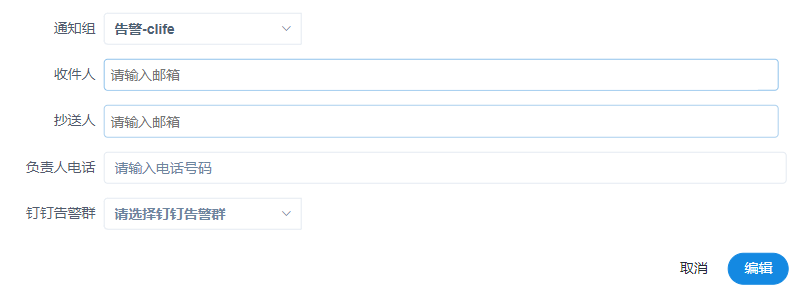 通知组 告警-clife
收件人 请输入邮箱
抄送人 请输入邮箱
负责人电话 请输入电话号码
钉钉告警群 请选择钉钉告警群
取消 编辑